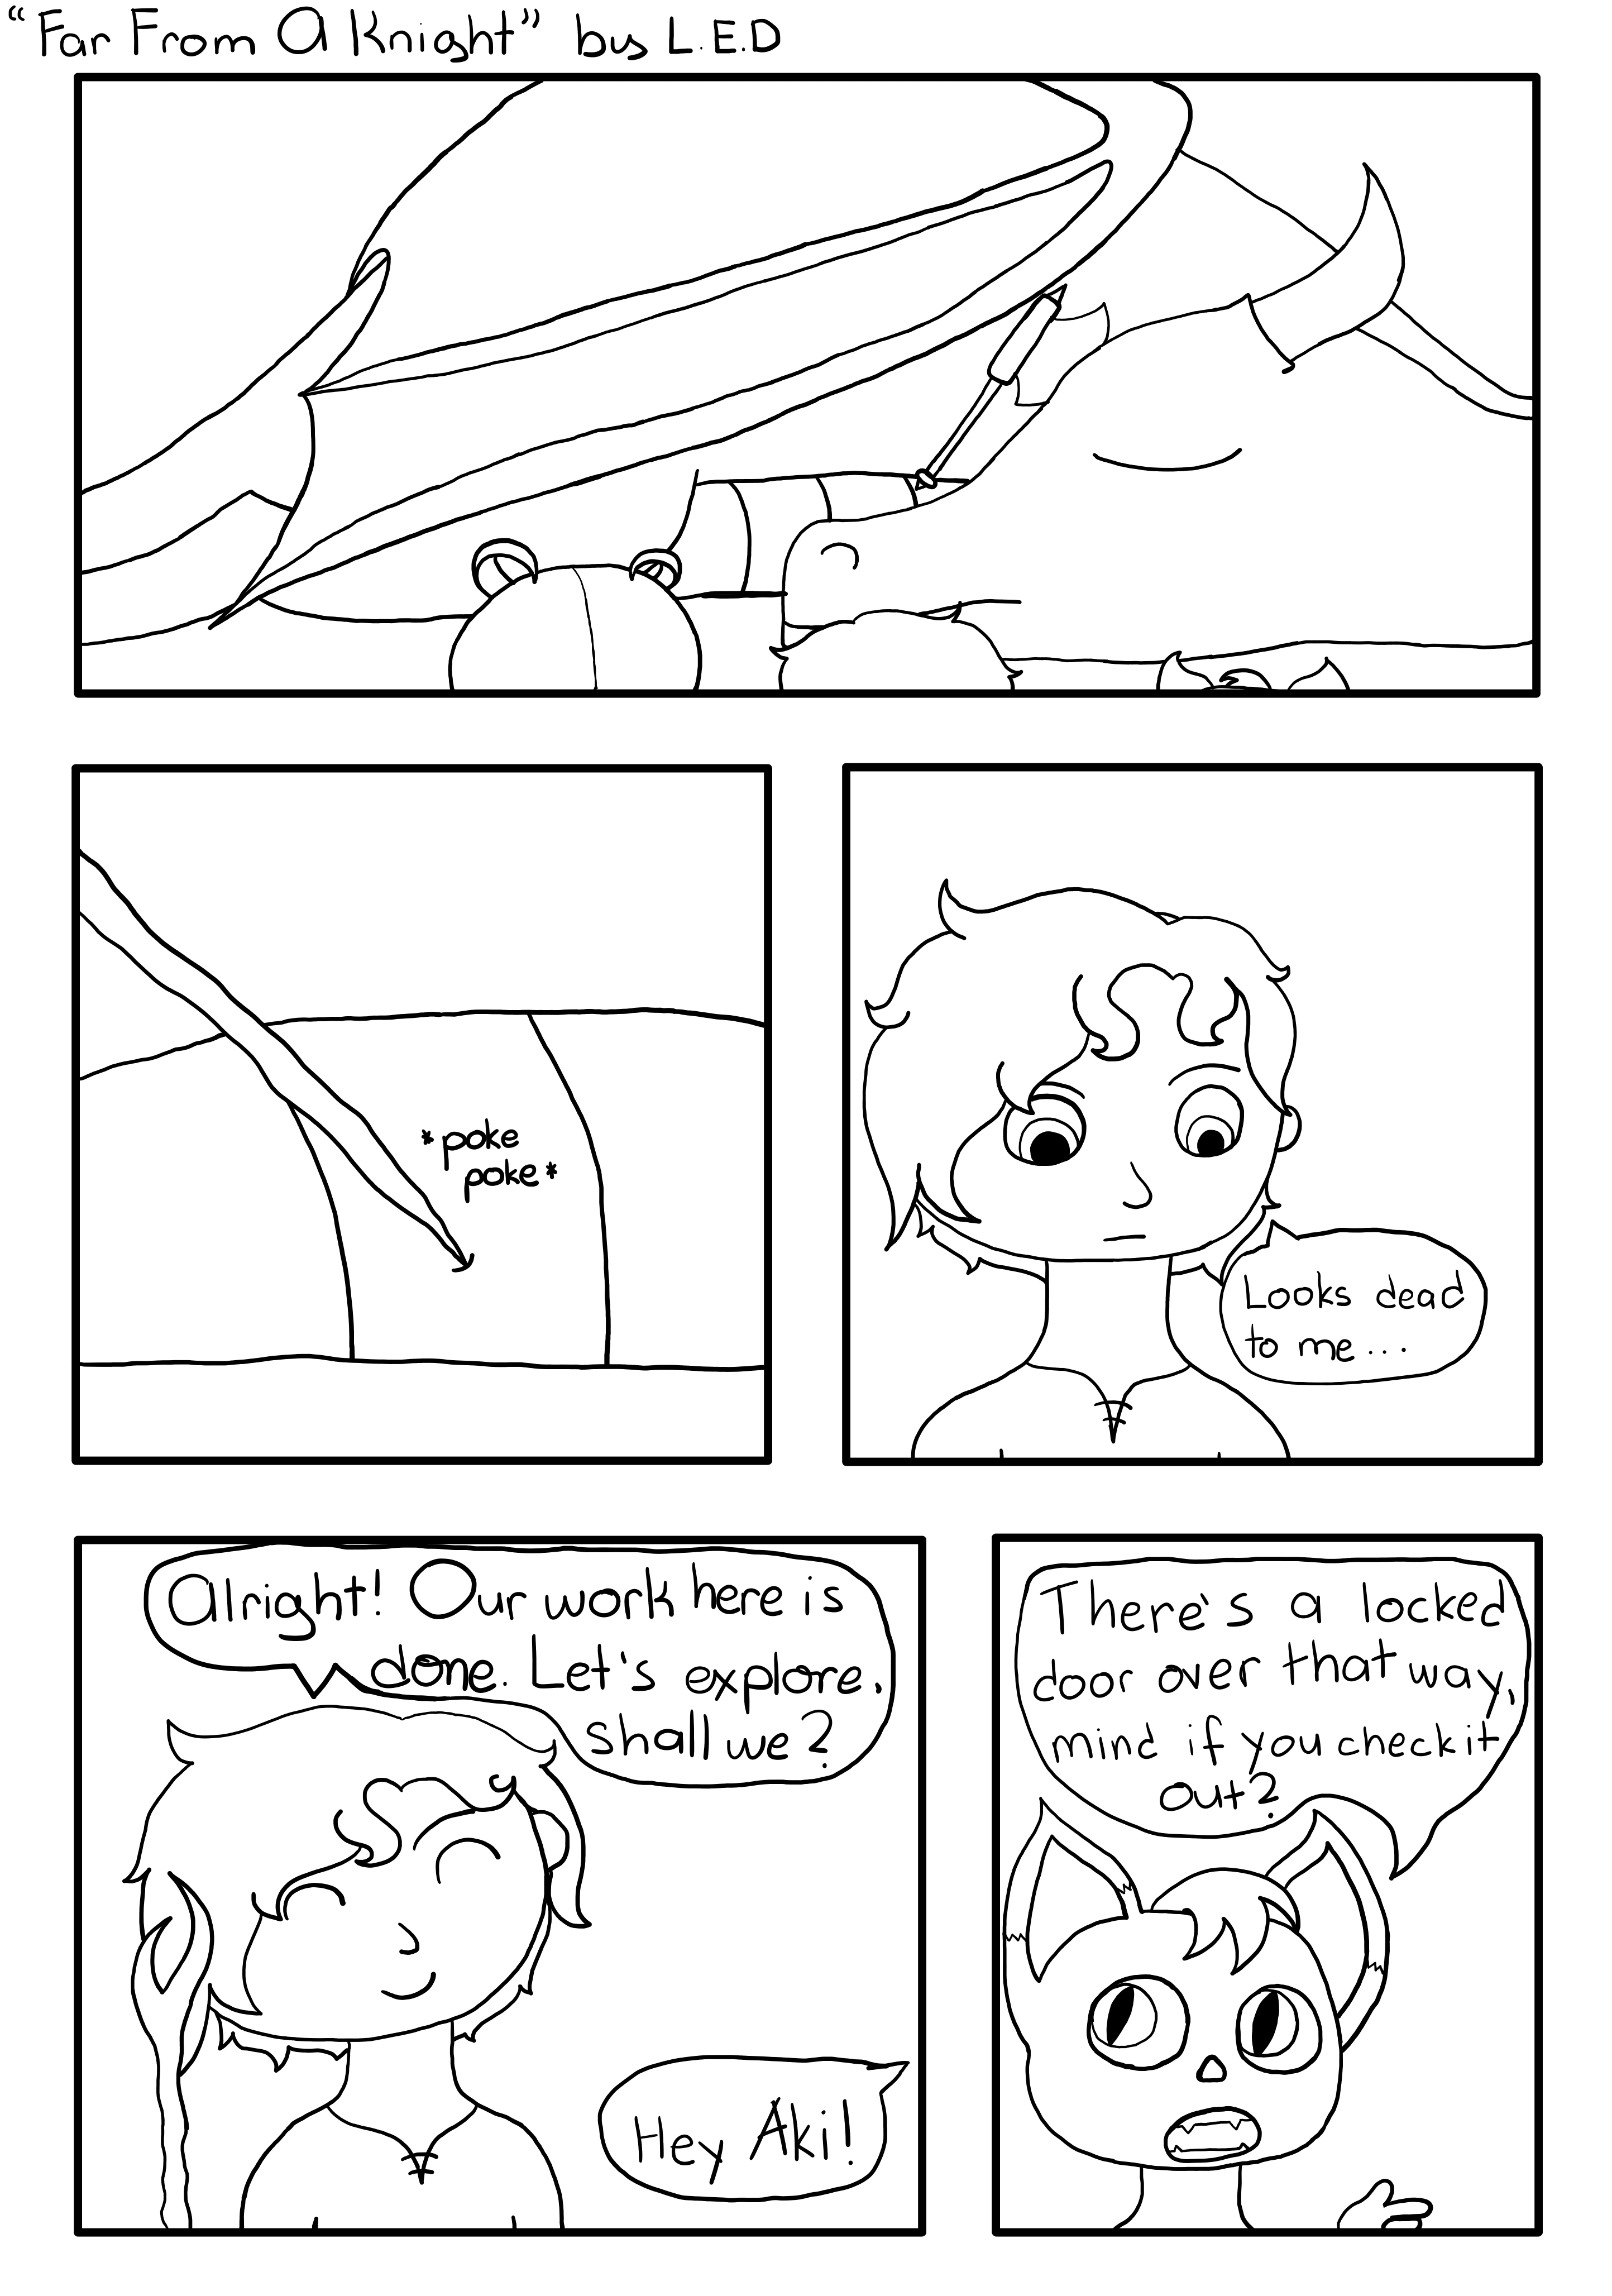 "Far From A Knight" by L.E.D
*poke
poke*
Looks dead
to me...
Alright! Our work here is
done. Let's explore,
shall we?
Hey Aki!
There's a locked
door over that way,
mind if you check it
out?